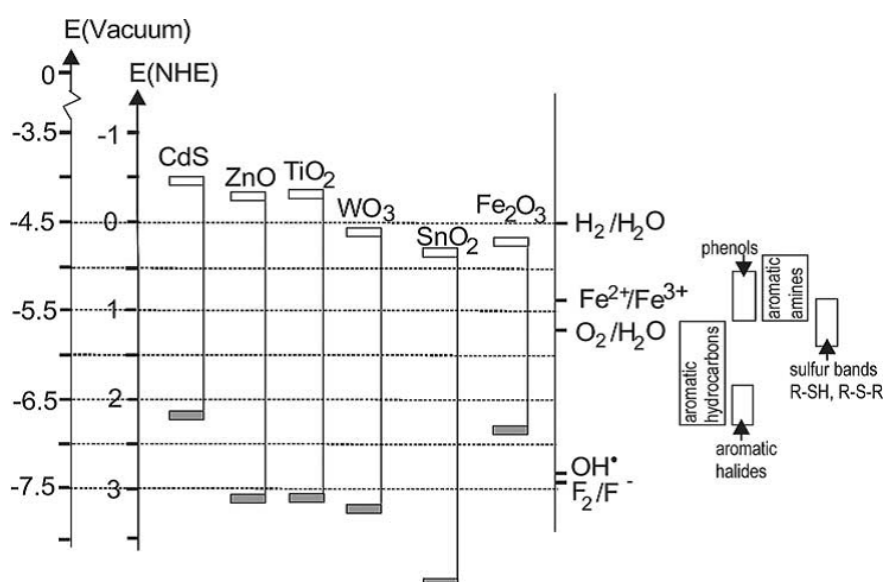 E(Vacuum)
0
E(NHE)
-3.5
-1
CdS
ZnO
TiO2
WO3
Fe2O3
SnO2
-4.5
0
H2/H2O
phenols
aromatic
amines
-5.5
1
Fe2+/Fe3+
O2/H2O
aromatic
hydrocarbons
sulfur bands
R-SH, R-S-R
-6.5
2
aromatic
halides
-7.5
3
OH•
F2/F -